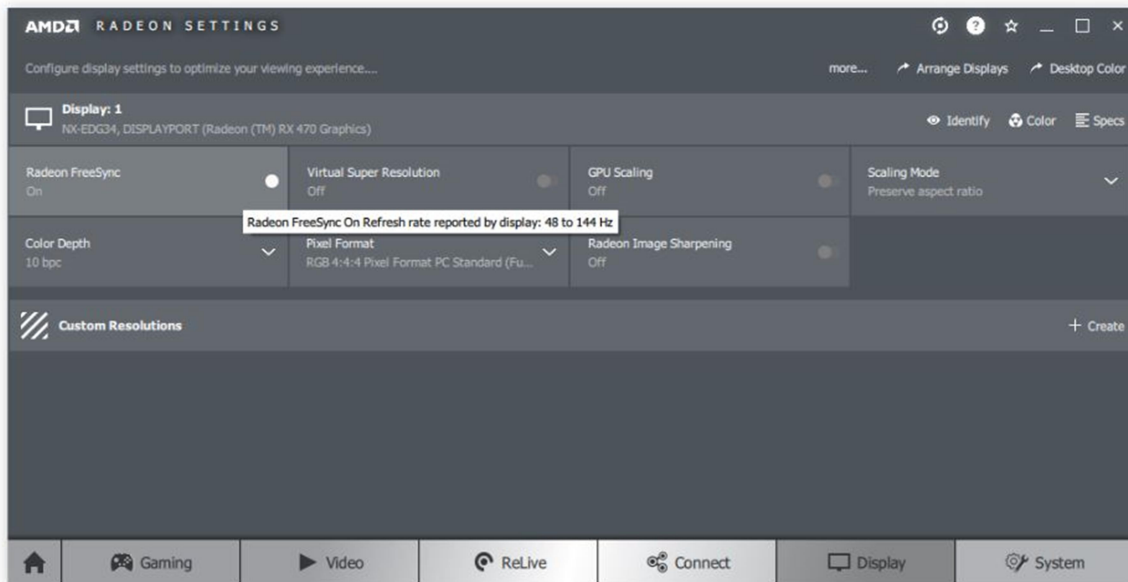 AMD RADEON SETTINGS
Configure display settings to optimize your viewing experience....
more... Arrange Displays Desktop Color
Display: 1
NX-EDG34, DISPLAYPORT (Radeon (TM) RX 470 Graphics)
Identify Color Specs
Radeon FreeSync
On
Virtual Super Resolution
Off
GPU Scaling
Off
Scaling Mode
Preserve aspect ratio
Radeon FreeSync On Refresh rate reported by display: 48 to 144 Hz
Color Depth
10 bpc
Pixel Format
RGB 4:4:4 Pixel Format PC Standard (Fu...
Radeon Image Sharpening
Off
Custom Resolutions
+ Create
Gaming Video ReLive Connect Display System